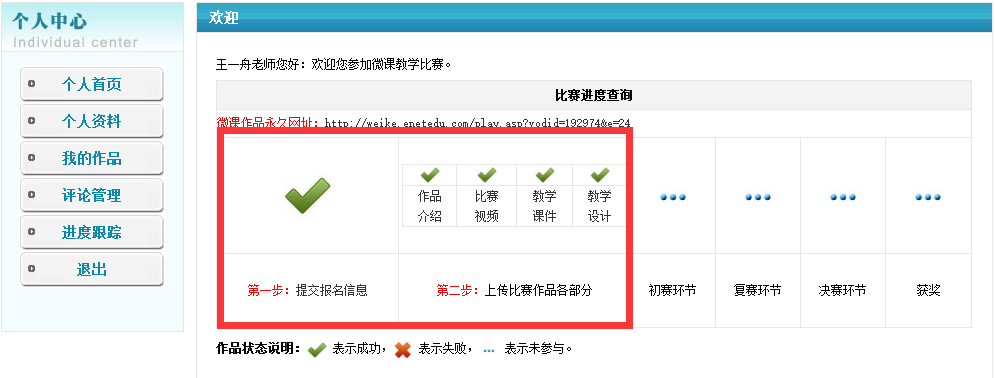 个人中心
Individual center
个人首页
个人资料
我的作品
评论管理
进度跟踪
退出
欢迎
王一舟老师您好：欢迎您参加微课教学比赛。
比赛进度查询
微课作品永久网址：http://weike.enetedu.com/play.asp?vodid=192974&e=24
作品介绍
比赛视频
教学课件
教学设计
第一步：提交报名信息
第二步：上传比赛作品各部分
初赛环节
复赛环节
决赛环节
获奖
作品状态说明： 表示成功， 表示失败， 表示未参与。